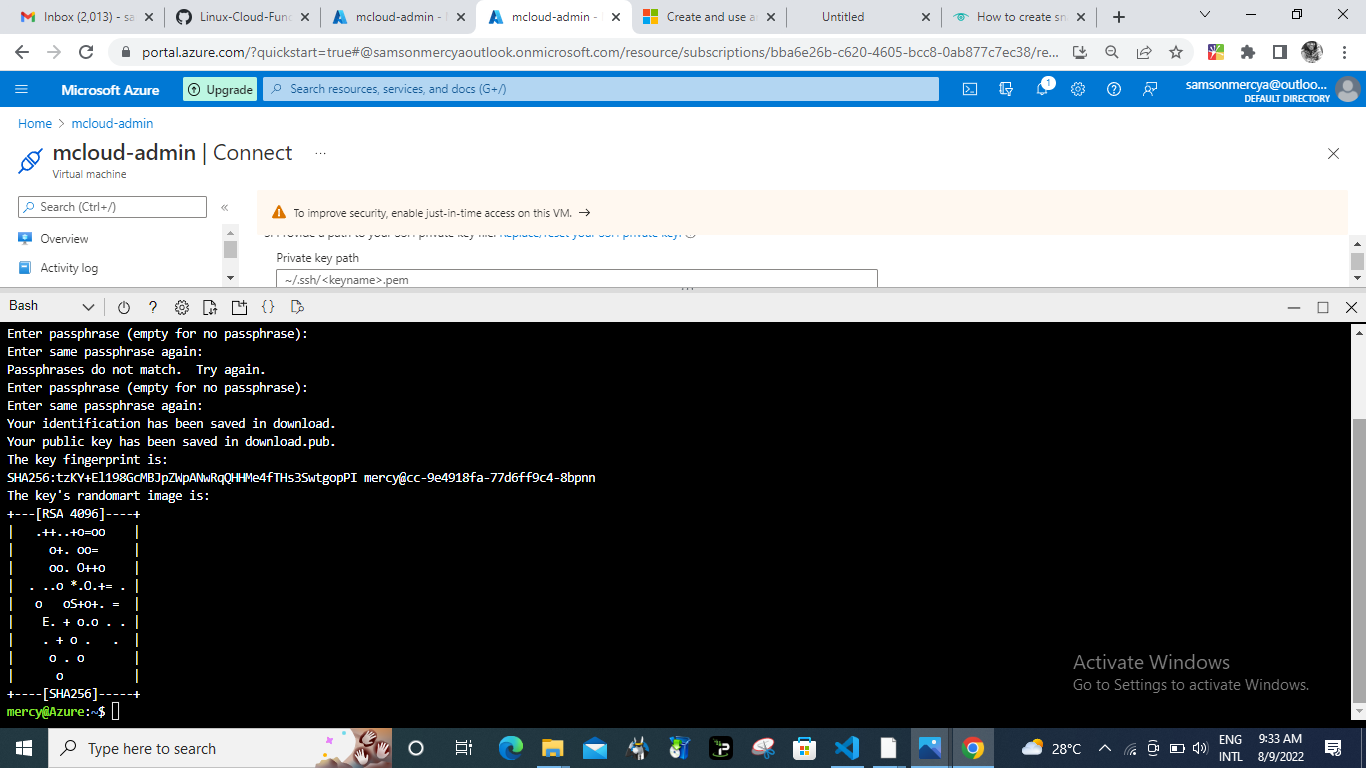 Inbox (2,013) - sa
Linux-Cloud-Fun
mcloud-admin -
mcloud-admin -
Create and use a
Untitled
How to create sn
portal.azure.com/?quickstart=true#@samsonmercyaoutlook.onmicrosoft.com/resource/subscriptions/bba6e26b-c620-4605-bcc8-0ab877c7ec38/re...
Microsoft Azure
Upgrade
Search resources, services, and docs (G+/)
1
samsonmercya@outloo...
DEFAULT DIRECTORY
Home > mcloud-admin
mcloud-admin | Connect ...
Virtual machine
Search (Ctrl+/)
«
To improve security, enable just-in-time access on this VM. →
3. Provide a path to your SSH private key file. Replace/reset your SSH private key.
Overview
Private key path
Activity log
~/.ssh/<keyname>.pem
Bash
?
{}
Enter passphrase (empty for no passphrase):
Enter same passphrase again:
Passphrases do not match.  Try again.
Enter passphrase (empty for no passphrase):
Enter same passphrase again:
Your identification has been saved in download.
Your public key has been saved in download.pub.
The key fingerprint is:
SHA256:tzKY+El198GcMBJpZWpANwRqQHHMe4fTHs3SwtgopPI mercy@cc-9e4918fa-77d6ff9c4-8bpnn
The key's randomart image is:
+---[RSA 4096]----+
|   .++..+o=oo    |
|     o+. oo=     |
|     oo. O++o    |
|  . ..o *.O.+= . |
|   o   oS+o+. =  |
|    E. + o.o . . |
|    . + o .   .  |
|     o . o       |
|      o          |
+----[SHA256]-----+
mercy@Azure:~$
Activate Windows
Go to Settings to activate Windows.
Type here to search
28°C
ENG
INTL
9:33 AM
8/9/2022